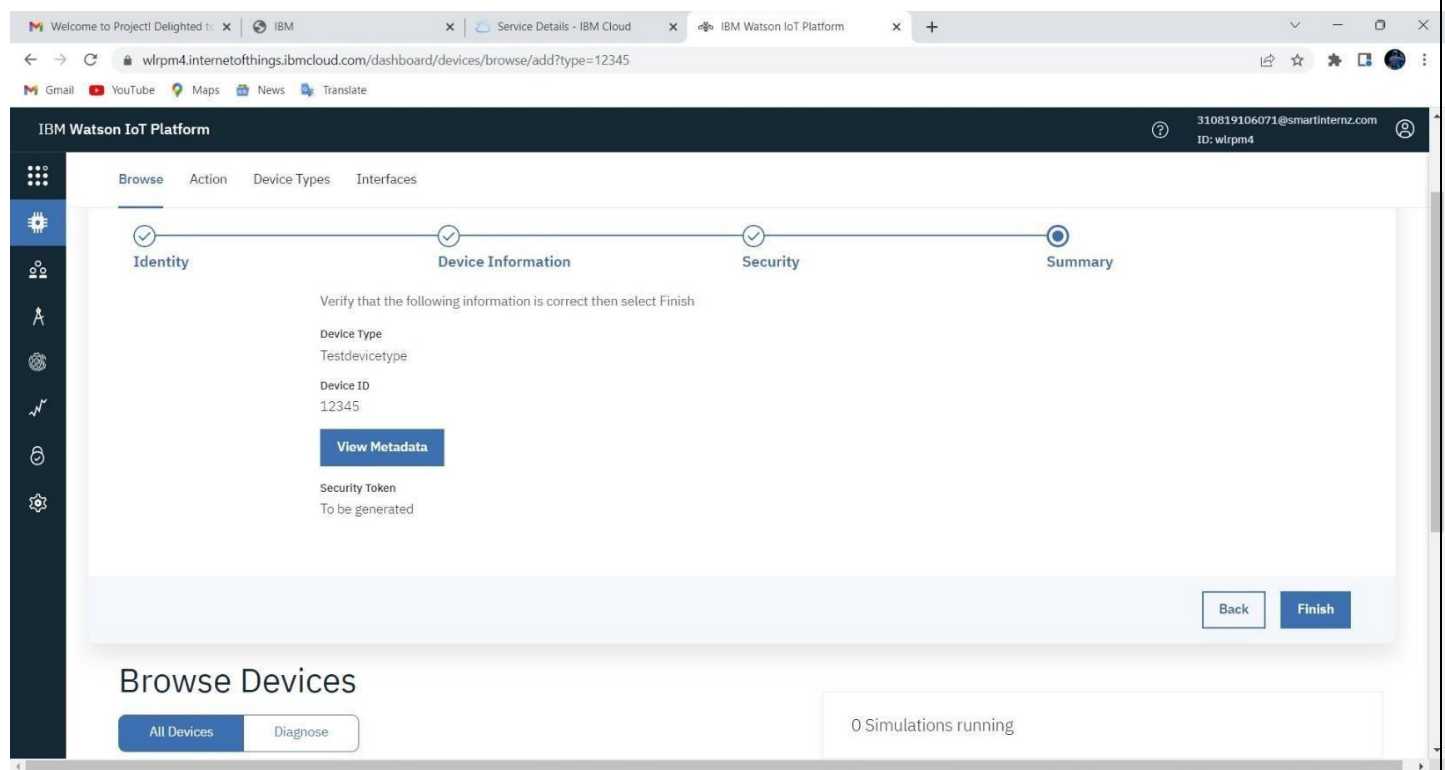 Welcome to Project! Delighted to
IBM
Service Details - IBM Cloud
IBM Watson IoT Platform
wlrpm4.internetofthings.ibmcloud.com/dashboard/devices/browse/add?type=12345
Gmail YouTube Maps News Translate
IBM Watson IoT Platform
310819106071@smartinternz.com
ID: wlrpm4
Browse Action Device Types Interfaces
Identity Device Information Security Summary
Verify that the following information is correct then select Finish
Device Type
Testdevicetype
Device ID
12345
View Metadata
Security Token
To be generated
Back Finish
Browse Devices
All Devices Diagnose
0 Simulations running